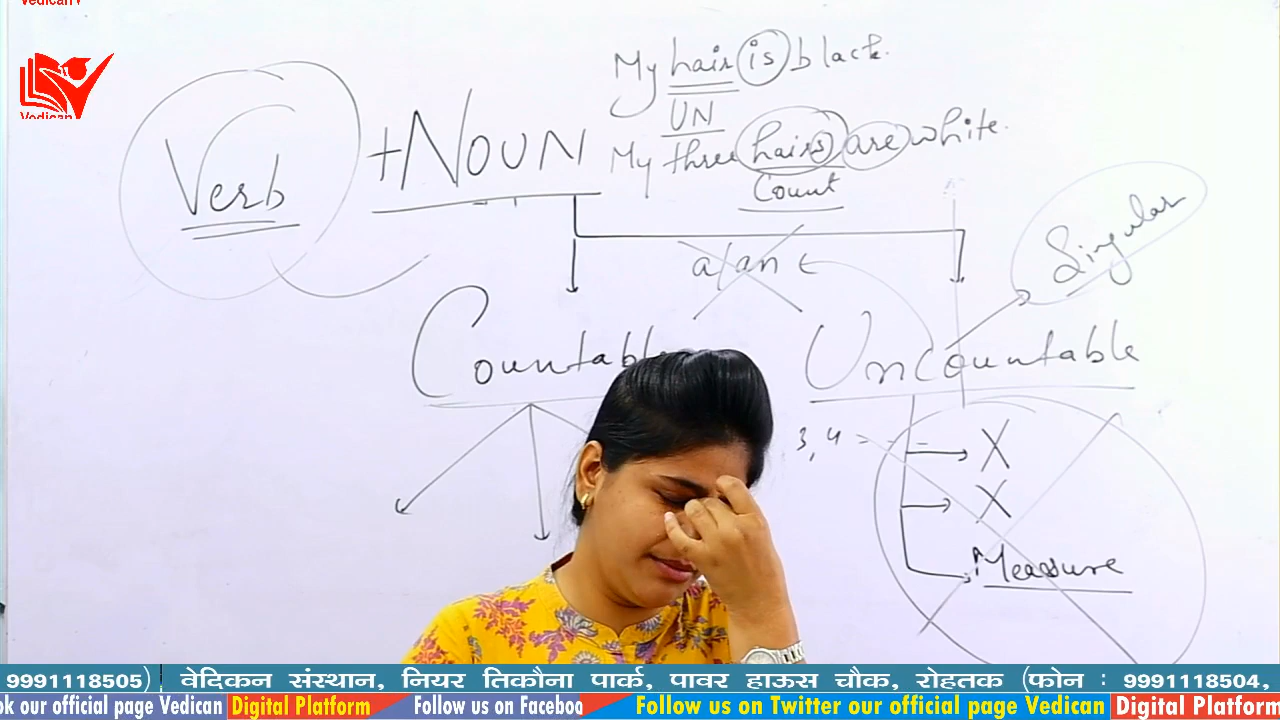 Vedican
Vedican
My hair is black.
UN
My three hairs are white.
Count
Verb + NOUN
a/an
Singular
Countable
Uncountable
3, 4
X
X
Measure
9991118505) वेदिकन संस्थान, नियर तिकौना पार्क, पावर हाऊस चौक, रोहतक (फोन : 9991118504,
ok our official page Vedican Digital Platform Follow us on Faceboo Follow us on Twitter our official page Vedican Digital Platform